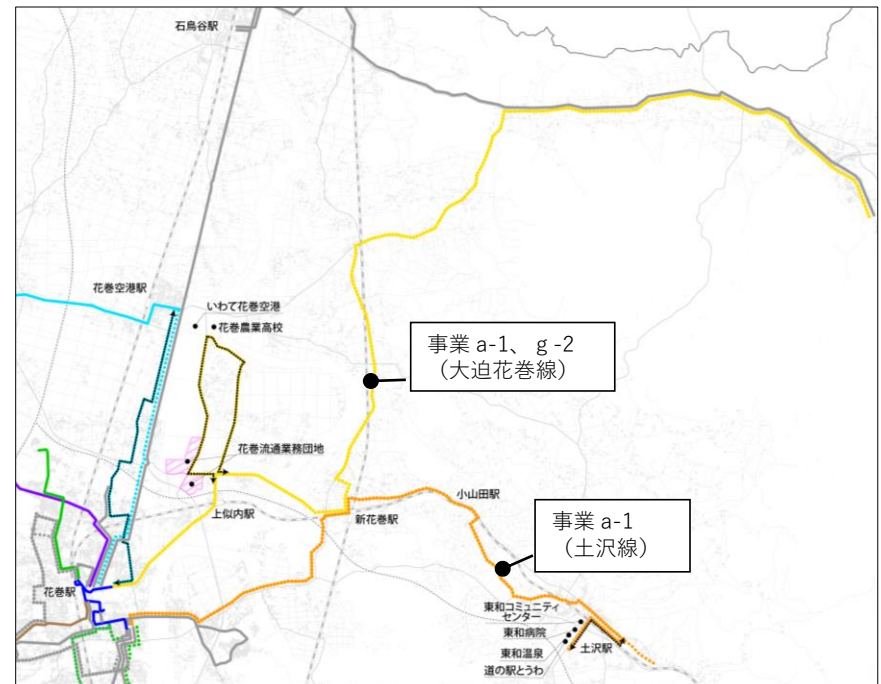 石鳥谷駅
花巻空港駅
いわて花巻空港
花巻農業高校
事業 a-1、ｇ-2
（大迫花巻線）
花巻流通業務団地
上似内駅
新花巻駅
小山田駅
事業 a-1
（土沢線）
花巻駅
東和コミュニティ
センター
東和病院
東和温泉
道の駅とうわ
土沢駅